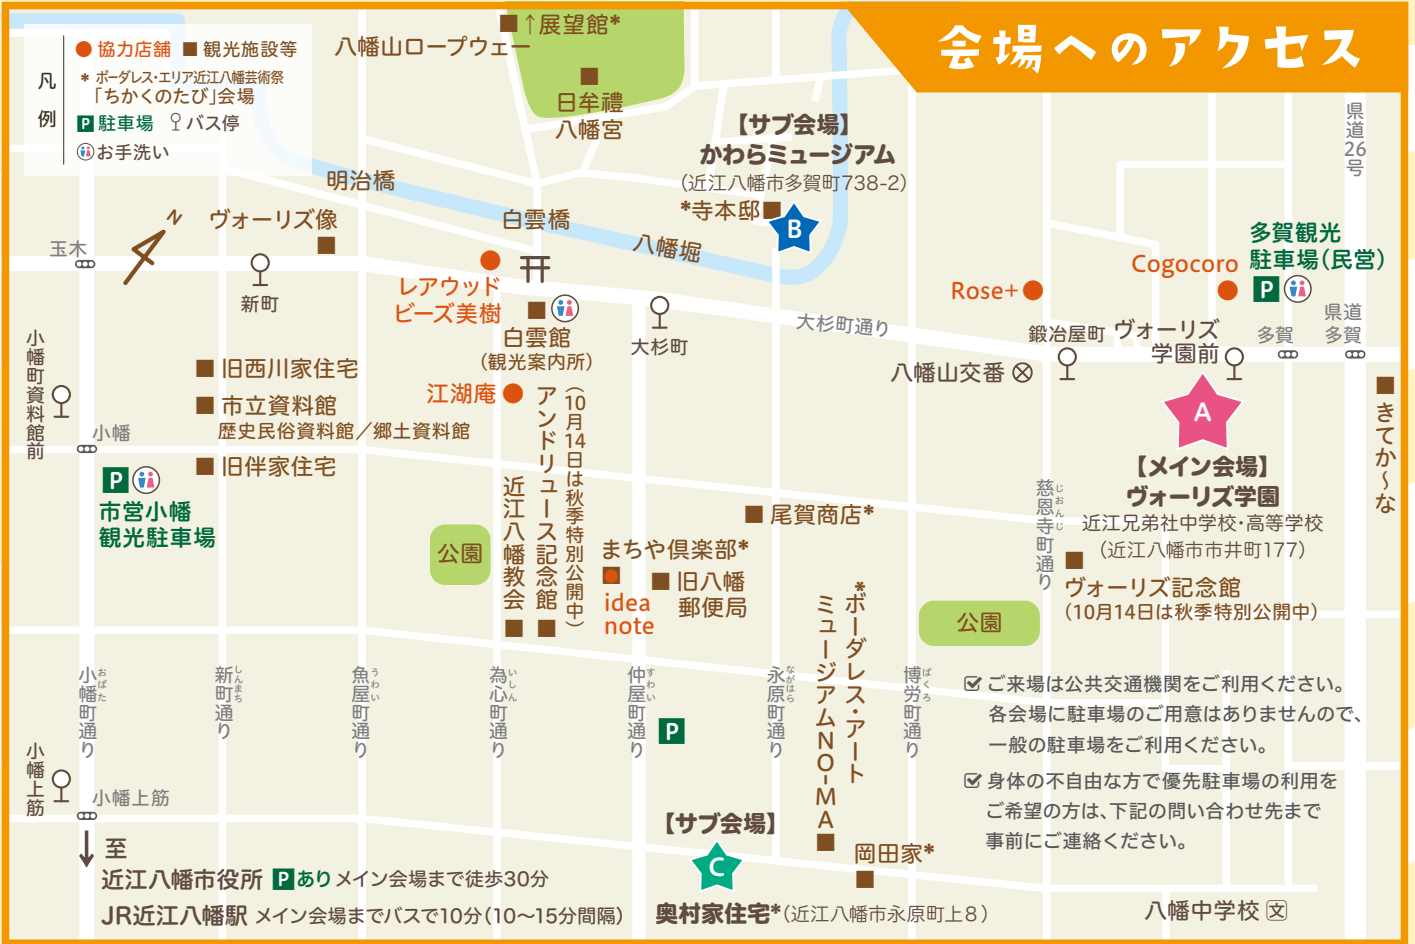 会場へのアクセス
凡例
協力店舗 観光施設等
* ボーダレス・エリア近江八幡芸術祭
「ちかくのたび」会場
P 駐車場 バス停
お手洗い
↑展望館*
八幡山ロープウェー
日牟禮
八幡宮
【サブ会場】
かわらミュージアム
(近江八幡市多賀町738-2)
*寺本邸
B
県道26号
明治橋
N
ヴォーリズ像
白雲橋
八幡堀
玉木
新町
レアウッド
ビーズ美樹
白雲館
(観光案内所)
大杉町
大杉町通り
多賀観光
駐車場(民営)
P
Cogocoro
Rose+
鍛冶屋町
ヴォーリズ
学園前
多賀
県道
多賀
八幡山交番
小幡町資料館前
旧西川家住宅
市立資料館
歴史民俗資料館/郷土資料館
旧伴家住宅
江湖庵
アンドリュース記念館
(10月14日は秋季特別公開中)
近江八幡教会
小幡
P
市営小幡
観光駐車場
公園
A
【メイン会場】
ヴォーリズ学園
近江兄弟社中学校・高等学校
(近江八幡市市井町177)
きてか〜な
慈恩寺町通り
じおんじ
ヴォーリズ記念館
(10月14日は秋季特別公開中)
尾賀商店*
まちや倶楽部*
idea
note
旧八幡
郵便局
*ボーダレス・アート
ミュージアムNO-MA
公園
小幡町通り
おばた
新町通り
しんまち
魚屋町通り
うわい
為心町通り
いしん
仲屋町通り
すわい
永原町通り
ながはら
博労町通り
ばくろ
P
ご来場は公共交通機関をご利用ください。
各会場に駐車場のご用意はありませんので、
一般の駐車場をご利用ください。
身体の不自由な方で優先駐車場の利用を
ご希望の方は、下記の問い合わせ先まで
事前にご連絡ください。
小幡上筋
小幡上筋
至
近江八幡市役所 Pあり メイン会場まで徒歩30分
JR近江八幡駅 メイン会場までバスで10分(10〜15分間隔)
【サブ会場】
C
奥村家住宅*(近江八幡市永原町上8)
岡田家*
八幡中学校 文